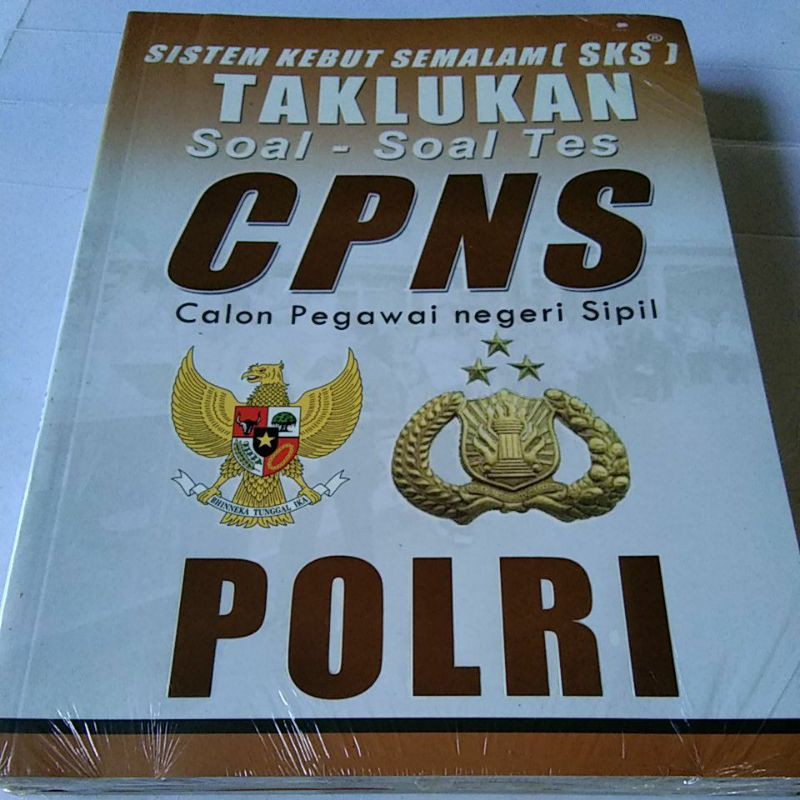 SISTEM KEBUT SEMALAM ( SKS ® )
TAKLUKAN
Soal - Soal Tes
CPNS
Calon Pegawai negeri Sipil
BHINNEKA TUNGGAL IKA
POLRI